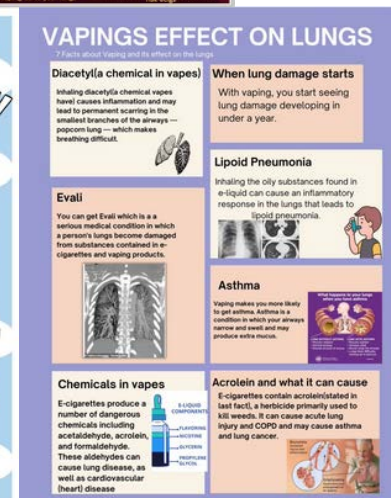 VAPINGS EFFECT ON LUNGS
7 Facts about Vaping and its effect on the lungs
Diacetyl(a chemical in vapes)
Inhaling diacetyl(a chemical vapes
have) causes inflammation and may
lead to permanent scarring in the
smallest branches of the airways —
popcorn lung — which makes
breathing difficult.
When lung damage starts
With vaping, you start seeing
lung damage developing in
under a year.
Lipoid Pneumonia
Inhaling the oily substances found in
e-liquid can cause an inflammatory
response in the lungs that leads to
lipoid pneumonia.
Evali
You can get Evali which is a a
serious medical condition in which
a person's lungs become damaged
from substances contained in e-
cigarettes and vaping products.
Asthma
Vaping makes you more likely
to get asthma. Asthma is a
condition in which your airways
narrow and swell and may
produce extra mucus.
What happens to your lungs
when you have asthma?
Chemicals in vapes
E-cigarettes produce a
number of dangerous
chemicals including
acetaldehyde, acrolein,
and formaldehyde.
These aldehydes can
cause lung disease, as
well as cardiovascular
(heart) disease
E-LIQUID
COMPONENTS
FLAVORING
NICOTINE
GLYCERIN
PROPYLENE
GLYCOL
Acrolein and what it can cause
E-cigarettes contain acrolein(stated in
last fact), a herbicide primarily used to
kill weeds. It can cause acute lung
injury and COPD and may cause asthma
and lung cancer.